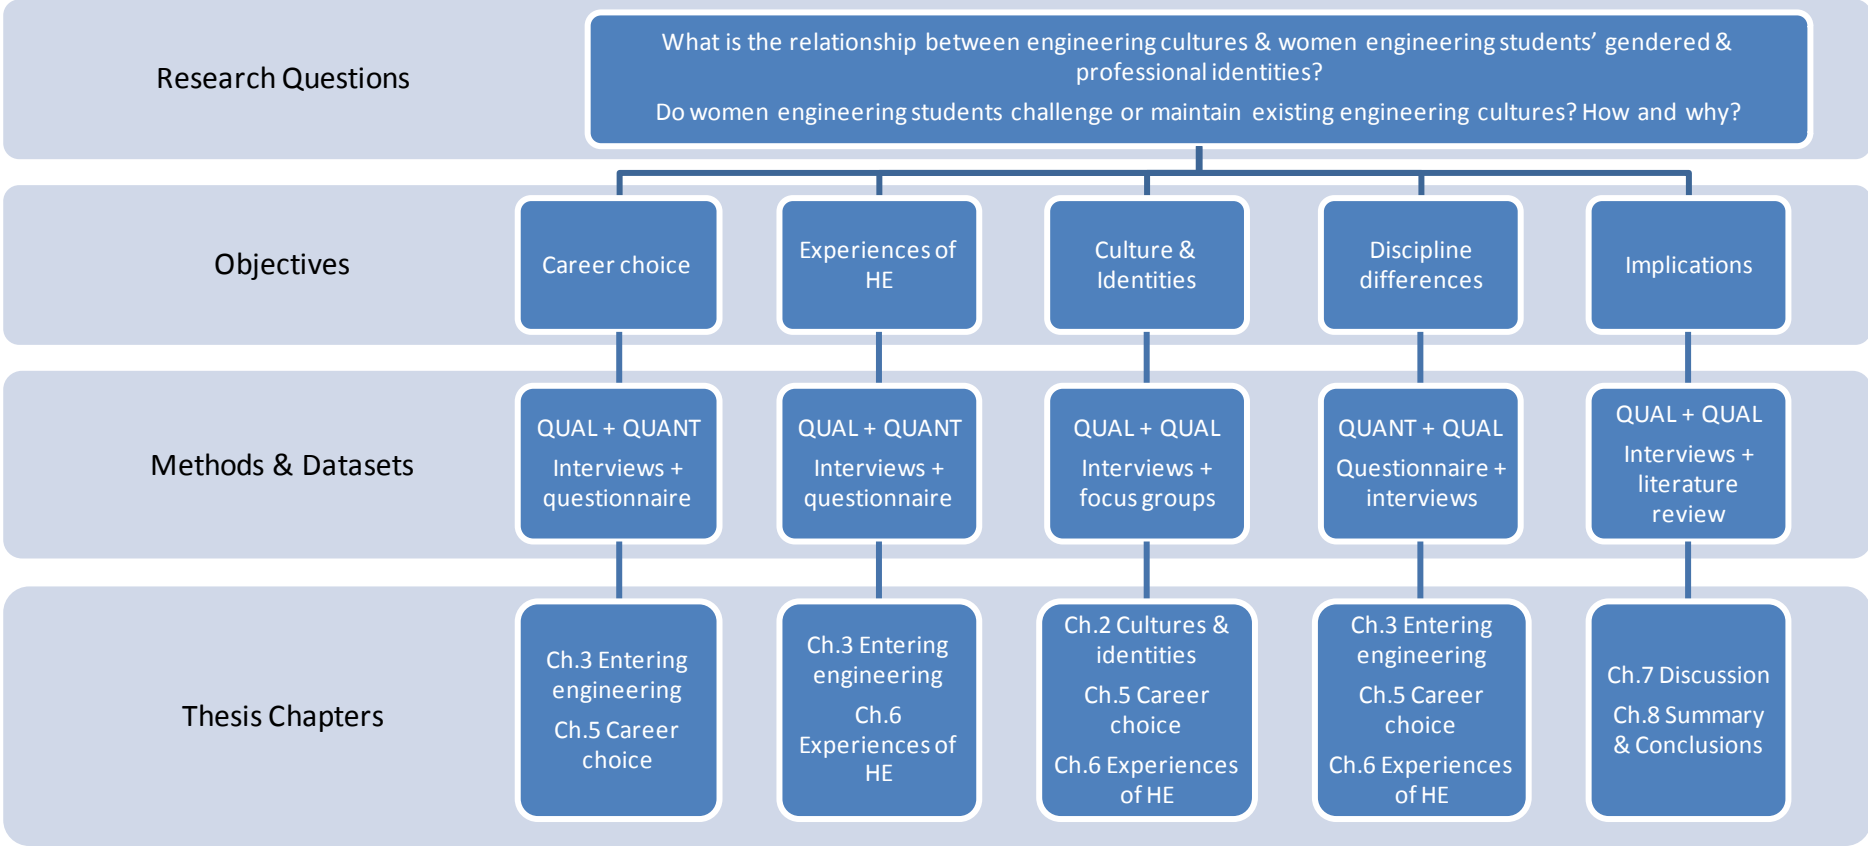 Research Questions
What is the relationship between engineering cultures & women engineering students' gendered &
professional identities?
Do women engineering students challenge or maintain existing engineering cultures? How and why?
Objectives
Career choice
Experiences of
HE
Culture &
Identities
Discipline
differences
Implications
Methods & Datasets
QUAL + QUANT
Interviews +
questionnaire
QUAL + QUANT
Interviews +
questionnaire
QUAL + QUAL
Interviews +
focus groups
QUANT + QUAL
Questionnaire +
interviews
QUAL + QUAL
Interviews +
literature
review
Thesis Chapters
Ch.3 Entering
engineering
Ch.5 Career
choice
Ch.3 Entering
engineering
Ch.6
Experiences of
HE
Ch.2 Cultures &
identities
Ch.5 Career
choice
Ch.6 Experiences
of HE
Ch.3 Entering
engineering
Ch.5 Career
choice
Ch.6 Experiences
of HE
Ch.7 Discussion
Ch.8 Summary
& Conclusions